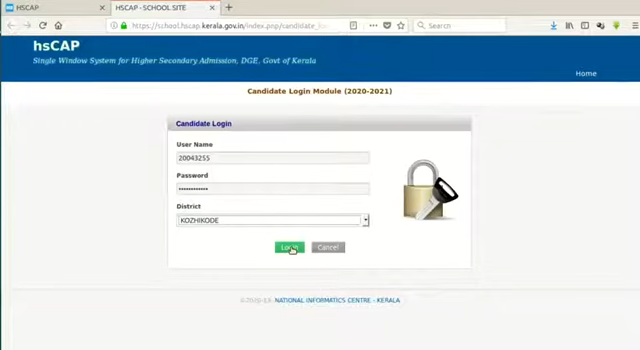 HSCAP
HSCAP - SCHOOL SITE
https://school.hscap.kerala.gov.in/index.php/candidate_lo
Search
hsCAP
Single Window System for Higher Secondary Admission, DGE, Govt of Kerala
Home
Candidate Login Module (2020-2021)
Candidate Login
User Name
20043255
Password
District
KOZHIKODE
Login
Cancel
NATIONAL INFORMATICS CENTRE - KERALA